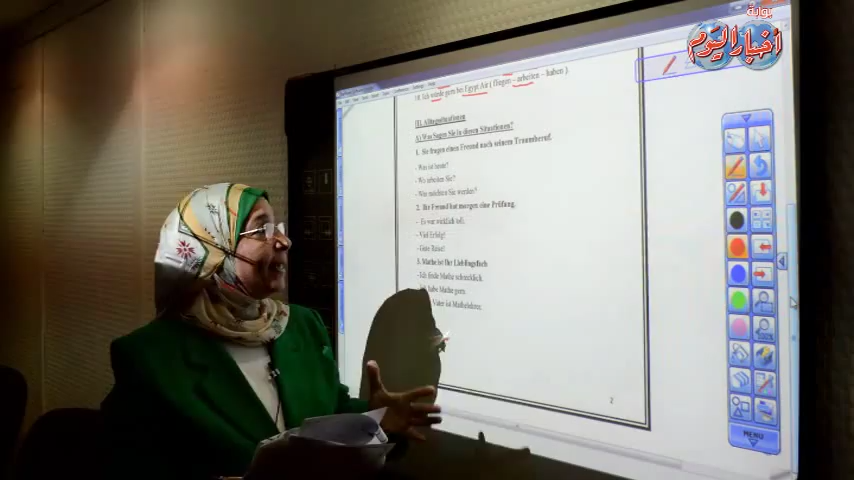 بوابة
أخبار اليوم
10. Ich würde gern bei Egypt Air ( fliegen – arbeiten – haben ).
III. Alltagssituationen
A) Was Sagen Sie in diesen Situationen?
1. Sie fragen einen Freund nach seinem Traumberuf.
- Was ist heute?
- Wo arbeiten Sie?
- Was möchten Sie werden?
2. Ihr Freund hat morgen eine Prüfung.
- Es war wirklich toll.
- Viel Erfolg!
- Gute Reise!
3. Mathe ist Ihr Lieblingsfach
- Ich finde Mathe schrecklich.
habe Mathe gern.
Vater ist Mathelehrer.
2
MENU